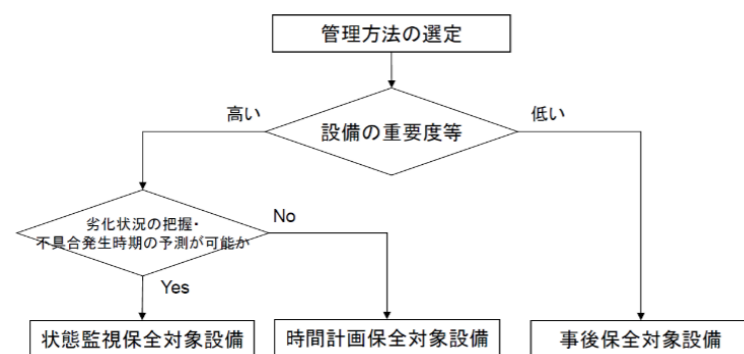 管理方法の選定
高い
設備の重要度等
低い
劣化状況の把握・
不具合発生時期の予測が可能か
No
Yes
状態監視保全対象設備
時間計画保全対象設備
事後保全対象設備